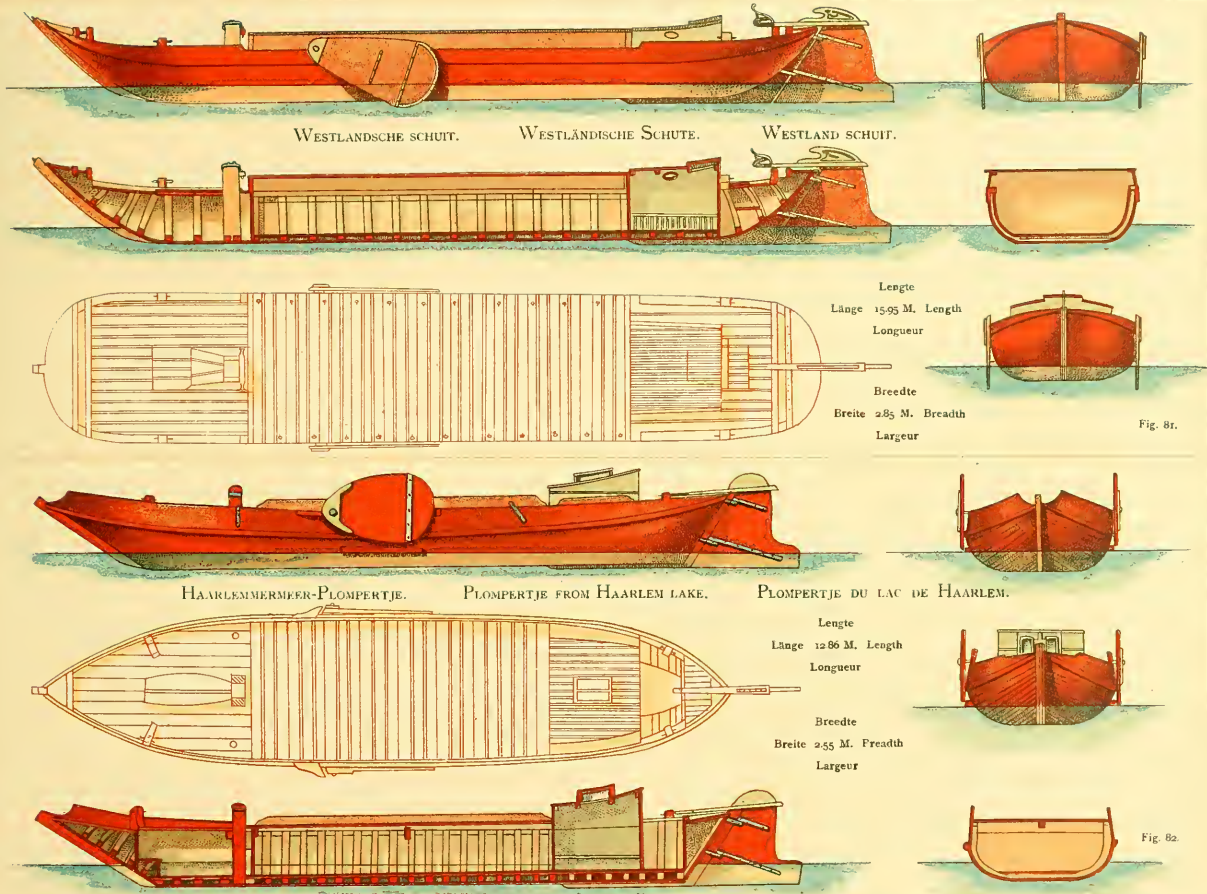 WESTLANDSCHE SCHUIT. WESTLÄNDISCHE SCHUTE. WESTLAND SCHUIT.
Lengte
Länge 15.95 M. Length
Longueur
Breedte
Breite 2.85 M. Breadth
Largeur
Fig. 81.
HAARLEMMERMEER-PLOMPERTJE. PLOMPERTJE FROM HAARLEM LAKE. PLOMPERTJE DU LAC DE HAARLEM.
Lengte
Länge 12 86 M. Length
Longueur
Breedte
Breite 2.55 M. Freadth
Largeur
Fig. 82.